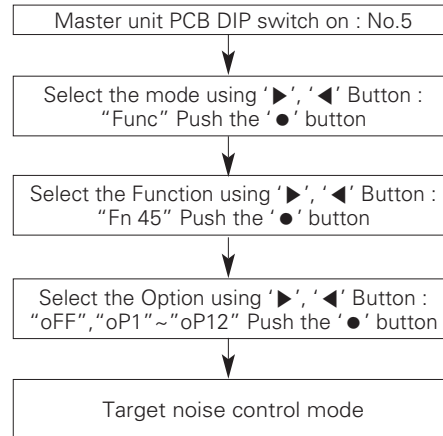 Master unit PCB DIP switch on : No.5
Select the mode using ‘▶’, ‘◀’ Button :
“Func” Push the ‘●’ button
Select the Function using ‘▶’, ‘◀’ Button :
“Fn 45” Push the ‘●’ button
Select the Option using ‘▶’, ‘◀’ Button :
“oFF”,“oP1”~”oP12” Push the ‘●’ button
Target noise control mode